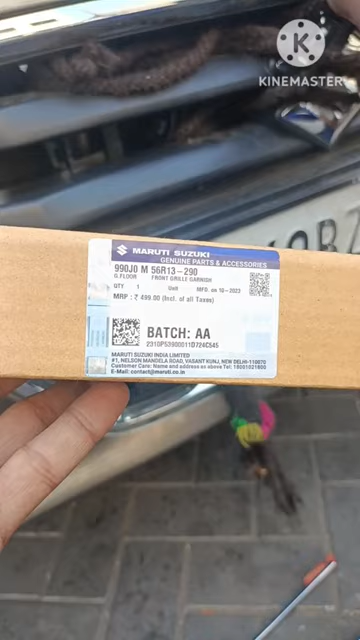 KINEMASTER
MARUTI SUZUKI
GENUINE PARTS & ACCESSORIES
990J0 M 56R13-290
G.FLOOR FRONT GRILLE GARNISH
QTY 1 Unit MFD. on 10-2023
MRP : ₹ 499.00 (Incl. of all Taxes)
BATCH: AA
2310P53900011D724C545
MARUTI SUZUKI INDIA LIMITED
#1, NELSON MANDELA ROAD, VASANT KUNJ, NEW DELHI-110070
Customer Care: Name and address as above Tel: 18001021800
E-Mail: contact@maruti.co.in